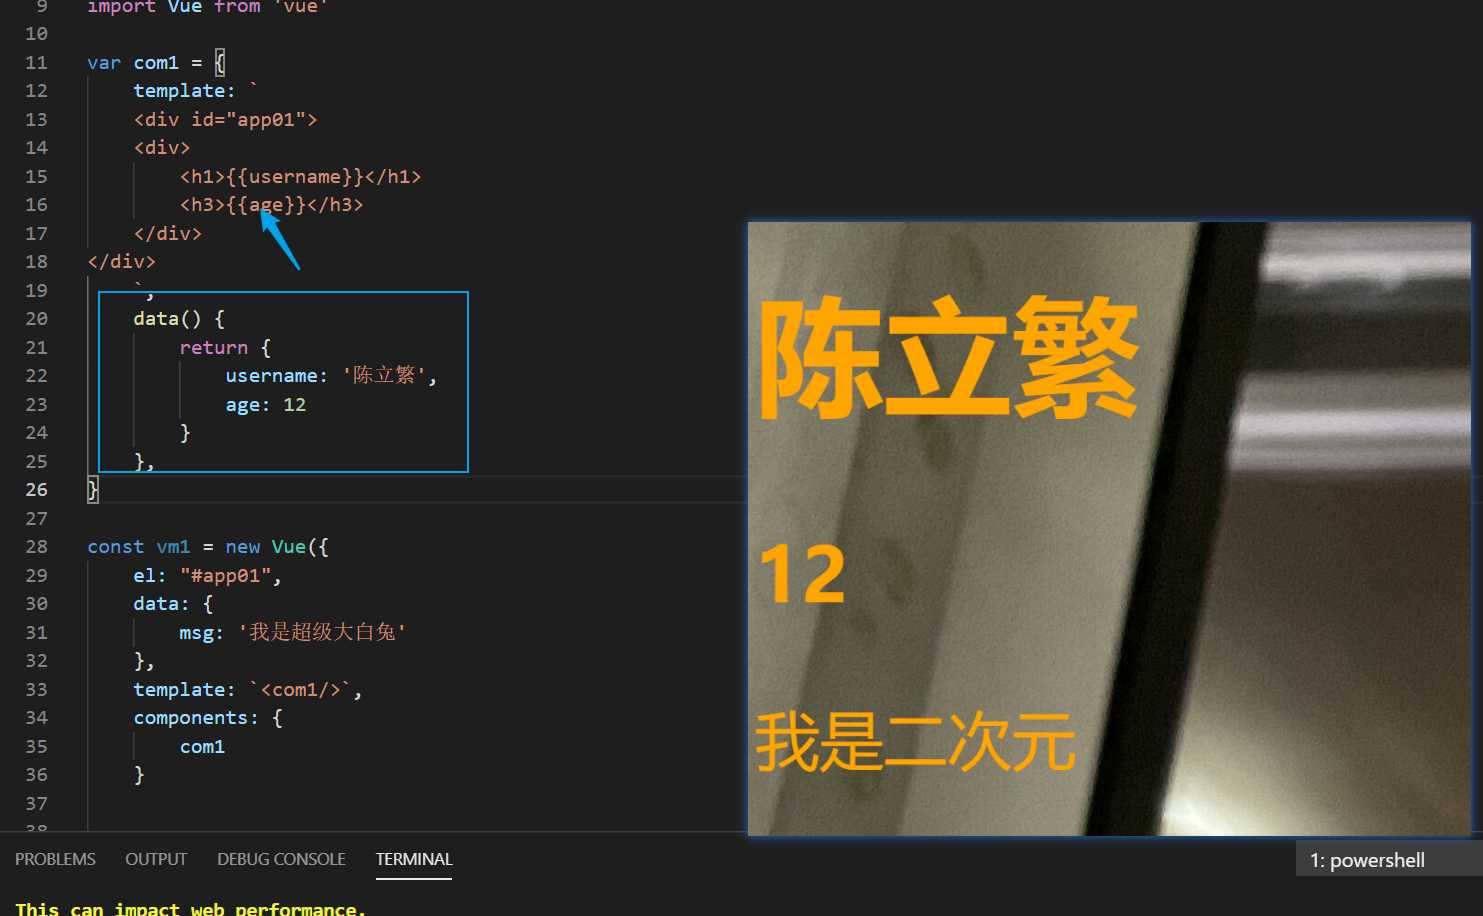 9 import Vue from 'vue'
10
11 var com1 = {
12 template: `
13 <div id="app01">
14 <div>
15 <h1>{{username}}</h1>
16 <h3>{{age}}</h3>
17 </div>
18 </div>
19 `,
20 data() {
21 return {
22 username: '陈立繁',
23 age: 12
24 }
25 },
26 }
27
28 const vm1 = new Vue({
29 el: "#app01",
30 data: {
31 msg: '我是超级大白兔'
32 },
33 template: `<com1/>`,
34 components: {
35 com1
36 }
37
38
陈立繁
12
我是二次元
PROBLEMS OUTPUT DEBUG CONSOLE TERMINAL 1: powershell
This can impact web performance.